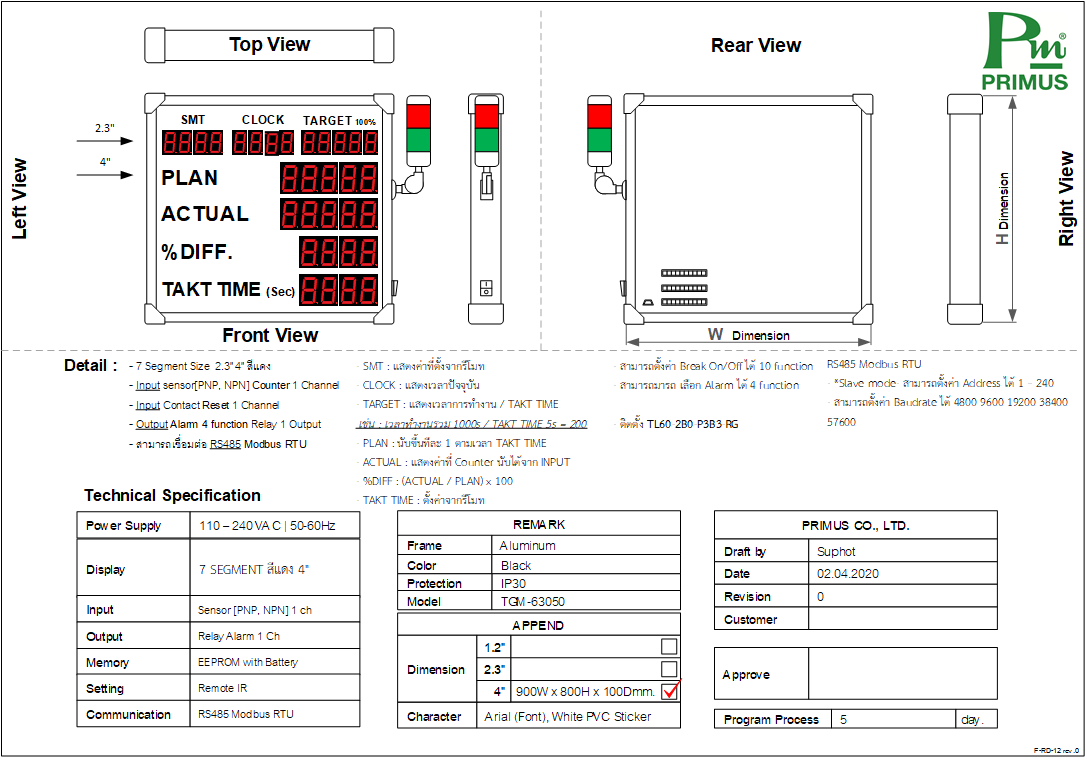 Top View
Rear View
Pm®
PRIMUS
SMT CLOCK TARGET 100%
2.3"
4"
PLAN
ACTUAL
%DIFF.
TAKT TIME (Sec)
Left View
Right View
H Dimension
W Dimension
Front View
Detail :
- 7 Segment Size 2.3" 4" สีแดง
- Input sensor[PNP, NPN] Counter 1 Channel
- Input Contact Reset 1 Channel
- Output Alarm 4 function Relay 1 Output
- สามารถเชื่อมต่อ RS485 Modbus RTU
· SMT : แสดงค่าที่ตั้งจากรีโมท
· CLOCK : แสดงเวลาปัจจุบัน
· TARGET : แสดงเวลาการทำงาน / TAKT TIME
เช่น : เวลาทำงานรวม 1000s / TAKT TIME 5s = 200
· PLAN : นับขึ้นทีละ 1 ตามเวลา TAKT TIME
· ACTUAL : แสดงค่าที่ Counter นับได้จาก INPUT
· %DIFF : (ACTUAL / PLAN) x 100
· TAKT TIME : ตั้งค่าจากรีโมท
· สามารถตั้งค่า Break On/Off ได้ 10 function
· สามารถมารถ เลือก Alarm ได้ 4 function
· ติดตั้ง TL60-2B0-P3B3-RG
RS485 Modbus RTU
· *Slave mode- สามารถตั้งค่า Address ได้ 1 - 240
· สามารถตั้งค่า Baudrate ได้ 4800 9600 19200 38400
57600
Technical Specification
Power Supply 110 – 240 VAC | 50-60Hz
Display 7 SEGMENT สีแดง 4"
Input Sensor [PNP, NPN] 1 ch
Output Relay Alarm 1 Ch
Memory EEPROM with Battery
Setting Remote IR
Communication RS485 Modbus RTU
REMARK
Frame Aluminum
Color Black
Protection IP30
Model TGM-63050
APPEND
Dimension
1.2"
2.3"
4" 900W x 800H x 100Dmm.
Character Arial (Font), White PVC Sticker
PRIMUS CO., LTD.
Draft by Suphot
Date 02.04.2020
Revision 0
Customer
Approve
Program Process 5 day.
F-RD-12 rev .0